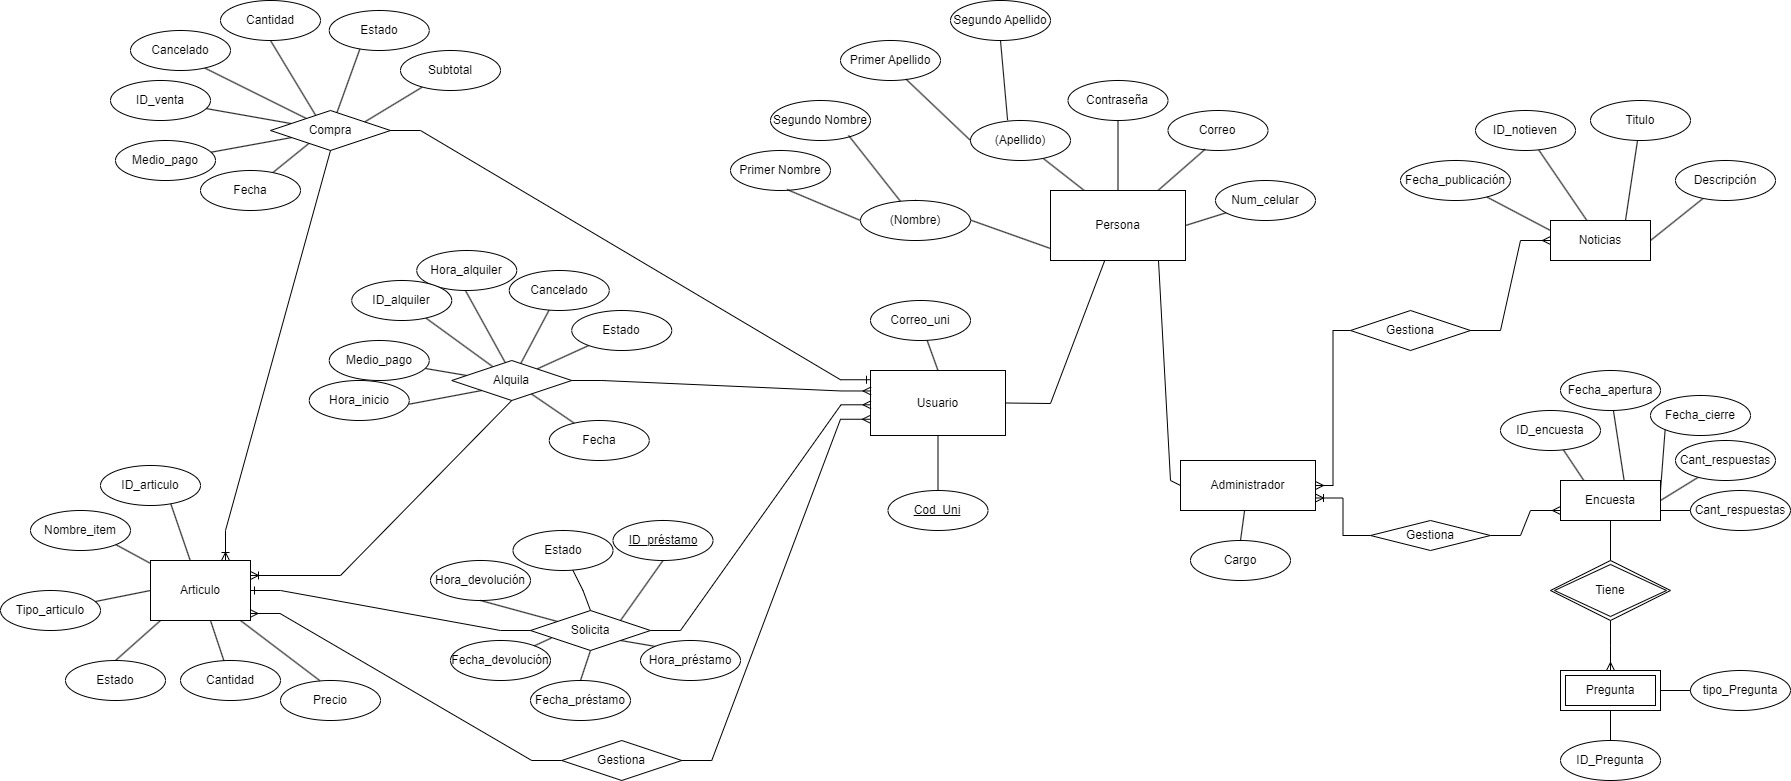 Segundo Apellido
Cantidad
Estado
Cancelado
Primer Apellido
Subtotal
ID_venta
Contraseña
Segundo Nombre
Titulo
Compra
ID_notieven
Correo
(Apellido)
Medio_pago
Primer Nombre
Fecha_publicación
Descripción
Fecha
Num_celular
(Nombre)
Persona
Noticias
Hora_alquiler
Cancelado
ID_alquiler
Correo_uni
Estado
Gestiona
Medio_pago
Alquila
Fecha_apertura
Hora_inicio
Usuario
Fecha_cierre
ID_encuesta
Fecha
Cant_respuestas
ID_articulo
Administrador
Encuesta
Cod_Uni
Cant_respuestas
Nombre_item
Gestiona
ID_préstamo
Estado
Cargo
Hora_devolución
Articulo
Tiene
Tipo_articulo
Solicita
Fecha_devolución
Hora_préstamo
Estado
Cantidad
Pregunta
tipo_Pregunta
Precio
Fecha_préstamo
Gestiona
ID_Pregunta